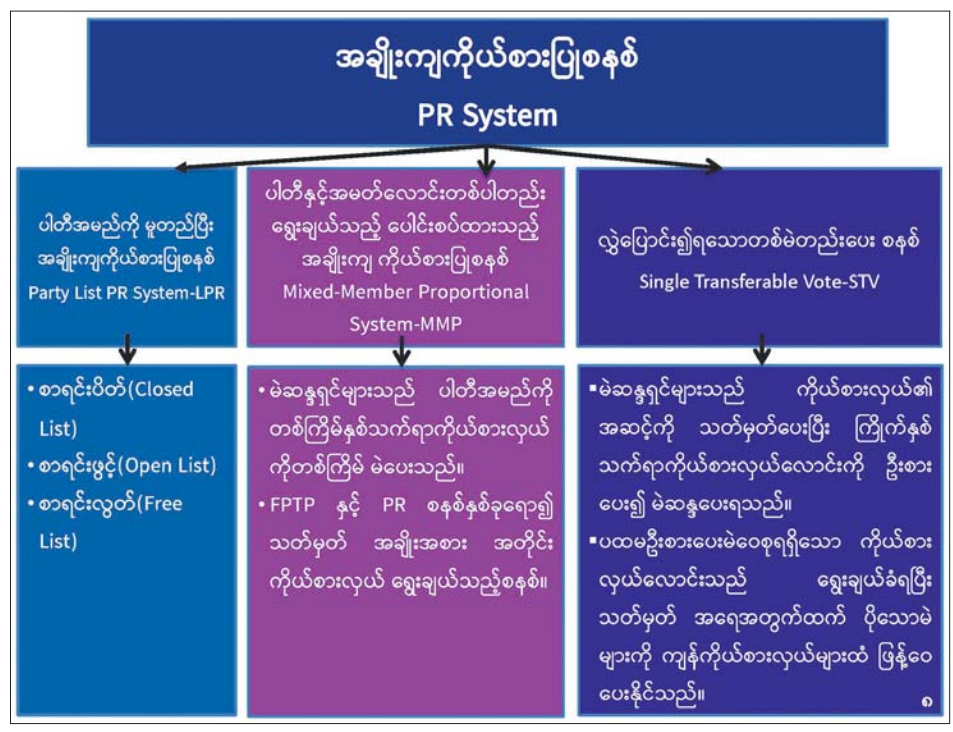 အချိုးကျကိုယ်စားပြုစနစ်
PR System
ပါတီအမည်ကို မူတည်ပြီး
အချိုးကျကိုယ်စားပြုစနစ်
Party List PR System-LPR
ပါတီနှင့်အမတ်လောင်းတစ်ပါတည်း
ရွေးချယ်သည့် ပေါင်းစပ်ထားသည့်
အချိုးကျ ကိုယ်စားပြုစနစ်
Mixed-Member Proportional
System-MMP
လွှဲပြောင်း၍ရသောတစ်မဲတည်းပေး စနစ်
Single Transferable Vote-STV
• စာရင်းပိတ်(Closed
List)
• စာရင်းဖွင့်(Open List)
• စာရင်းလွတ်(Free
List)
• မဲဆန္ဒရှင်များသည် ပါတီအမည်ကို
တစ်ကြိမ်နှစ်သက်ရာကိုယ်စားလှယ်
ကိုတစ်ကြိမ် မဲပေးသည်။
• FPTP နှင့် PR စနစ်နှစ်ခုရော၍
သတ်မှတ် အချိုးအစား အတိုင်း
ကိုယ်စားလှယ် ရွေးချယ်သည့်စနစ်။
▪ မဲဆန္ဒရှင်များသည် ကိုယ်စားလှယ်၏
အဆင့်ကို သတ်မှတ်ပေးပြီး ကြိုက်နှစ်
သက်ရာကိုယ်စားလှယ်လောင်းကို ဦးစား
ပေး၍ မဲဆန္ဒပေးရသည်။
▪ ပထမဦးစားပေးမဲဝေစုရရှိသော ကိုယ်စား
လှယ်လောင်းသည် ရွေးချယ်ခံရပြီး
သတ်မှတ် အရေအတွက်ထက် ပိုသောမဲ
များကို ကျန်ကိုယ်စားလှယ်များထံ ဖြန့်ဝေ
ပေးနိုင်သည်။
၈